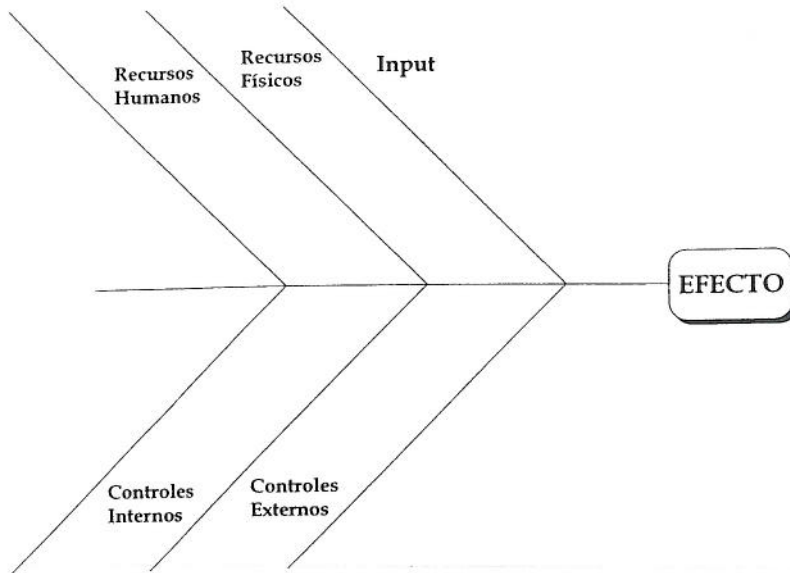 Recursos
Humanos
Recursos
Físicos
Input
EFECTO
Controles
Internos
Controles
Externos